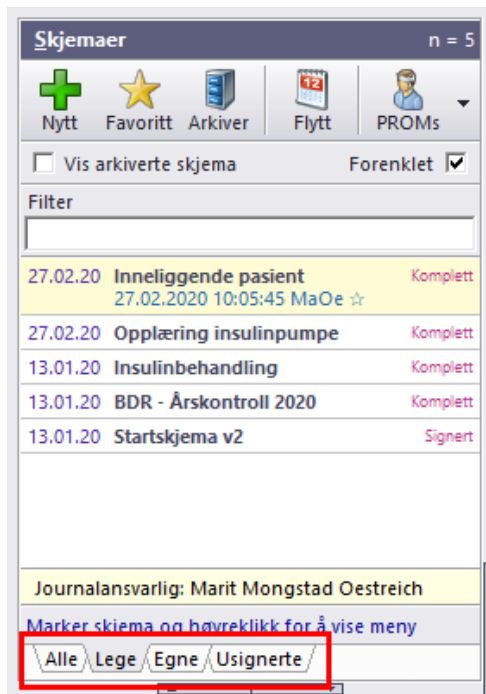 Skjemaer n = 5
12
Nytt Favoritt Arkiver Flytt PROMs
Vis arkiverte skjema Forenklet
Filter
27.02.20 Inneliggende pasient Komplett
27.02.2020 10:05:45 MaOe ☆
27.02.20 Opplæring insulinpumpe Komplett
13.01.20 Insulinbehandling Komplett
13.01.20 BDR - Årskontroll 2020 Komplett
13.01.20 Startskjema v2 Signert
Journalansvarlig: Marit Mongstad Oestreich
Marker skjema og høyreklikk for å vise meny
Alle Lege Egne Usignerte